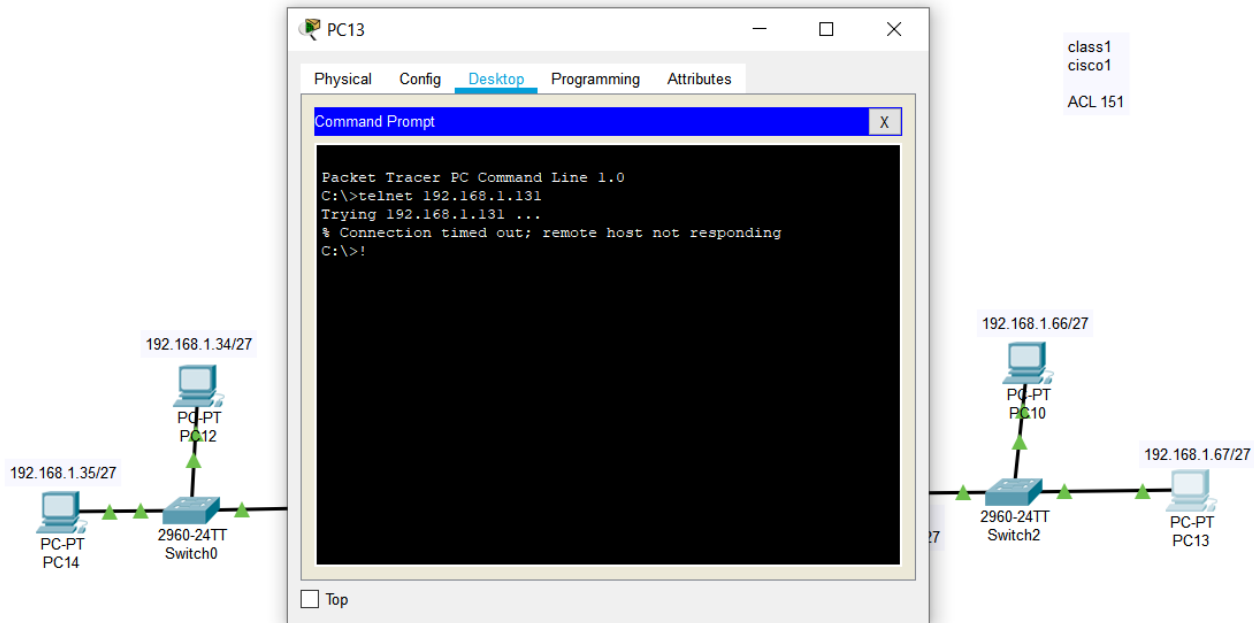 PC13
Physical Config Desktop Programming Attributes
Command Prompt
X
Packet Tracer PC Command Line 1.0
C:\>telnet 192.168.1.131
Trying 192.168.1.131 ...
% Connection timed out; remote host not responding
C:\>!
Top
class1
cisco1
ACL 151
192.168.1.34/27
PC-PT
PC12
192.168.1.35/27
PC-PT
PC14
2960-24TT
Switch0
192.168.1.66/27
PC-PT
PC10
192.168.1.67/27
PC-PT
PC13
2960-24TT
Switch2
27